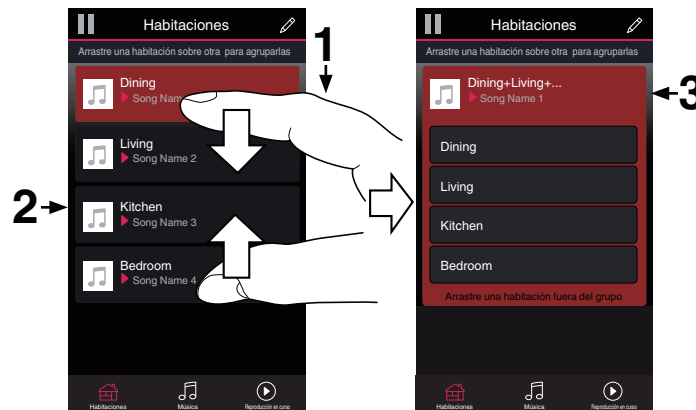 Habitaciones
Arrastre una habitación sobre otra para agruparlas
1
Dining
Song Nam
Living
Song Name 2
2
Kitchen
Song Name 3
Bedroom
Song Name 4
Habitaciones
Música
Reproducción en curso
Habitaciones
Arrastre una habitación sobre otra para agruparlas
Dining+Living+...
Song Name 1
3
Dining
Living
Kitchen
Bedroom
Arrastre una habitación fuera del grupo
Habitaciones
Música
Reproducción en curso